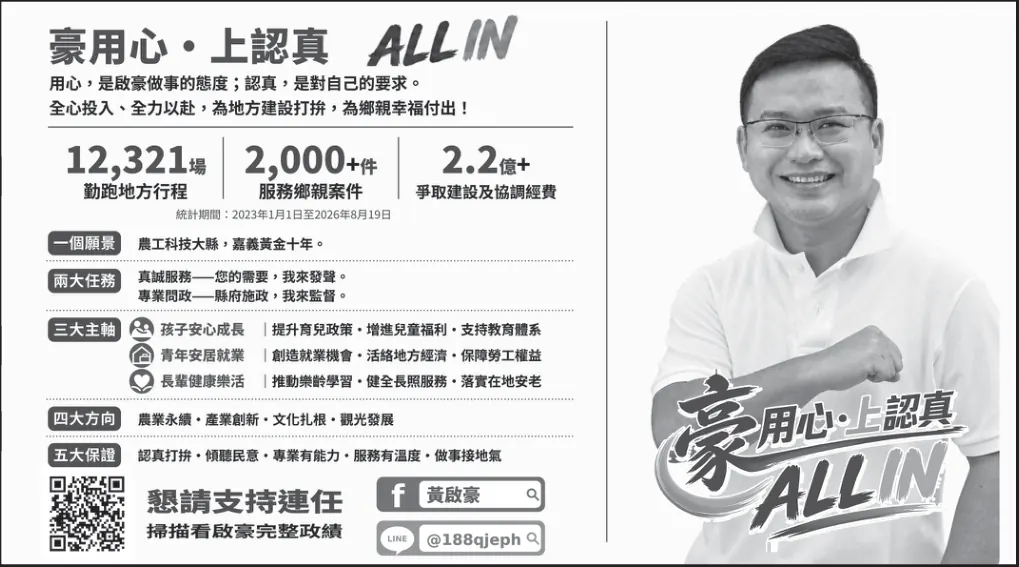 豪用心・上認真 ALL IN
用心，是啟豪做事的態度；認真，是對自己的要求。
全心投入、全力以赴，為地方建設打拚，為鄉親幸福付出！
12,321場
勤跑地方行程
2,000+件
服務鄉親案件
2.2億+
爭取建設及協調經費
統計期間：2023年1月1日至2026年8月19日
一個願景 農工科技大縣，嘉義黃金十年。
兩大任務 真誠服務——您的需要，我來發聲。
專業問政——縣府施政，我來監督。
三大主軸 孩子安心成長｜提升育兒政策・增進兒童福利・支持教育體系
青年安居就業｜創造就業機會・活絡地方經濟・保障勞工權益
長輩健康樂活｜推動樂齡學習・健全長照服務・落實在地安老
四大方向 農業永續・產業創新・文化扎根・觀光發展
五大保證 認真打拚・傾聽民意・專業有能力・服務有溫度・做事接地氣
懇請支持連任
掃描看啟豪完整政績
f 黃啟豪
LINE @188qjeph
豪用心・上認真
ALL IN